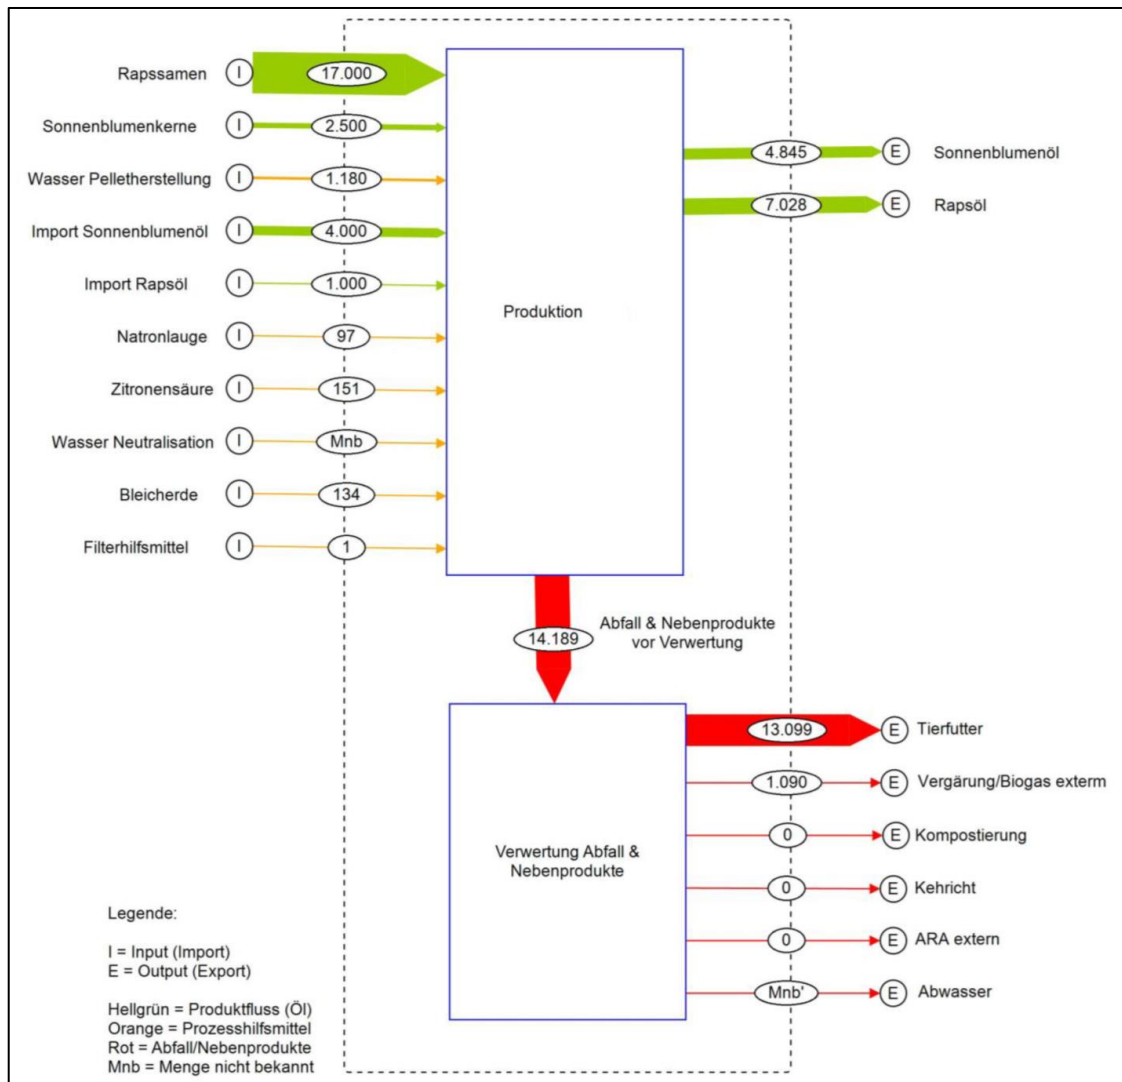 Rapssamen I 17.000
Sonnenblumenkerne I 2.500
Wasser Pelletherstellung I 1.180
Import Sonnenblumenöl I 4.000
Import Rapsöl I 1.000
Natronlauge I 97
Zitronensäure I 151
Wasser Neutralisation I Mnb
Bleicherde I 134
Filterhilfsmittel I 1
Produktion
4.845 E Sonnenblumenöl
7.028 E Rapsöl
14.189
Abfall & Nebenprodukte
vor Verwertung
Verwertung Abfall &
Nebenprodukte
13.099 E Tierfutter
1.090 E Vergärung/Biogas exterm
0 E Kompostierung
0 E Kehricht
0 E ARA extern
Mnb' E Abwasser
Legende:
I = Input (Import)
E = Output (Export)
Hellgrün = Produktfluss (Öl)
Orange = Prozesshilfsmittel
Rot = Abfall/Nebenprodukte
Mnb = Menge nicht bekannt